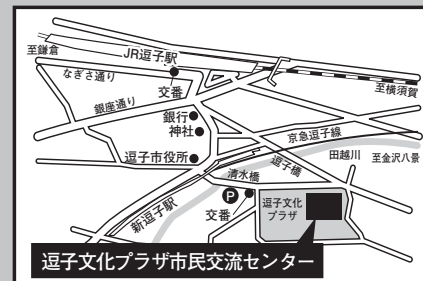 至鎌倉
JR逗子駅
なぎさ通り
交番
至横須賀
銀座通り
銀行
神社
京急逗子線
逗子市役所
逗子橋
田越川
至金沢八景
清水橋
P
新逗子駅
交番
逗子文化
プラザ
逗子文化プラザ市民交流センター